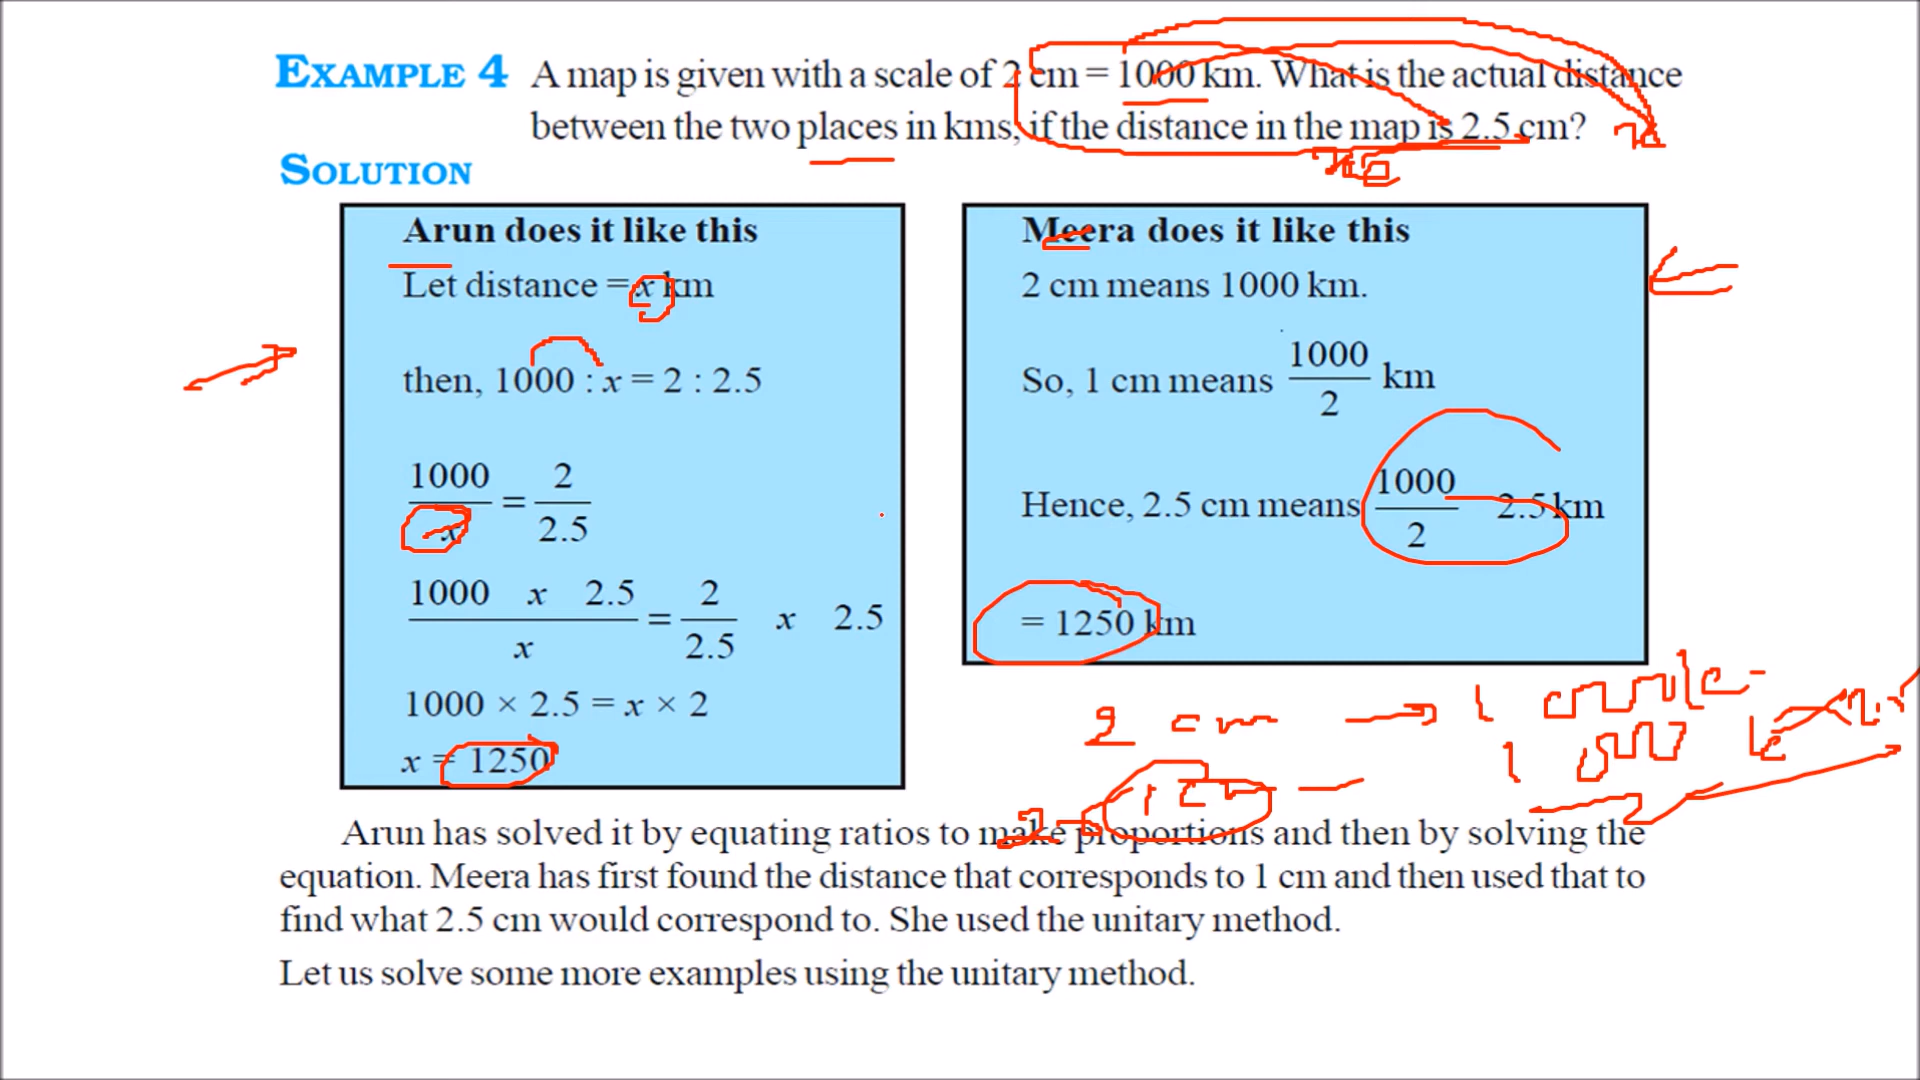 EXAMPLE 4 A map is given with a scale of 2 cm = 1000 km. What is the actual distance
between the two places in kms, if the distance in the map is 2.5 cm?
SOLUTION
Arun does it like this
Let distance = x km
then, 1000 : x = 2 : 2.5
1000/x = 2/2.5
1000 x 2.5/x = 2/2.5 x 2.5
1000 × 2.5 = x × 2
x = 1250
Meera does it like this
2 cm means 1000 km.
So, 1 cm means 1000/2 km
Hence, 2.5 cm means 1000/2 2.5 km
= 1250 km
2 cm
1 cm
Arun has solved it by equating ratios to make proportions and then by solving the
equation. Meera has first found the distance that corresponds to 1 cm and then used that to
find what 2.5 cm would correspond to. She used the unitary method.
Let us solve some more examples using the unitary method.